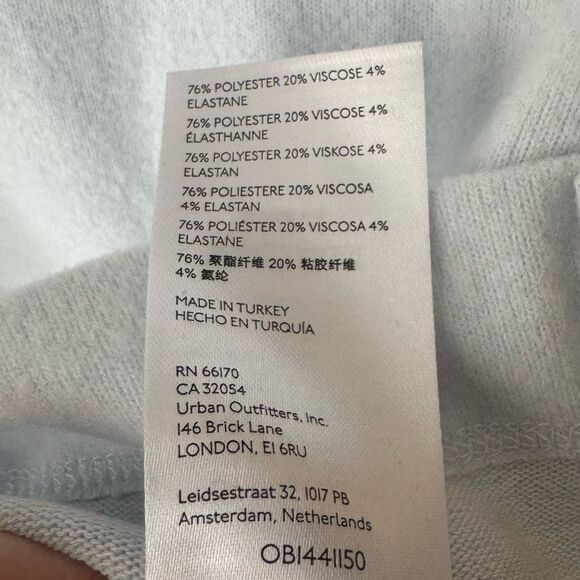 76% POLYESTER 20% VISCOSE 4%
ELASTANE
76% POLYESTER 20% VISCOSE 4%
ÉLASTHANNE
76% POLYESTER 20% VISKOSE 4%
ELASTAN
76% POLIESTERE 20% VISCOSA
4% ELASTAN
76% POLIÉSTER 20% VISCOSA 4%
ELASTANE
76% 聚酯纤维 20% 粘胶纤维
4% 氨纶
MADE IN TURKEY
HECHO EN TURQUÍA
RN 66170
CA 32054
Urban Outfitters, Inc.
146 Brick Lane
LONDON, E1 6RU
Leidsestraat 32, 1017 PB
Amsterdam, Netherlands
OB1441150